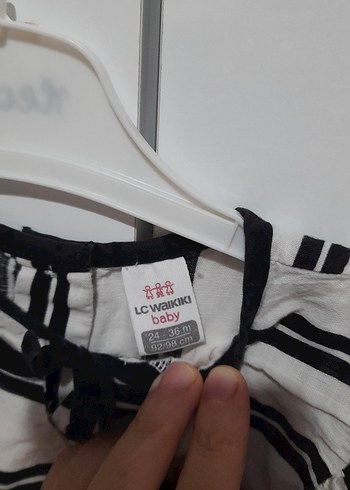 LC WAIKIKI
baby
24 - 36 m
92/98 cm